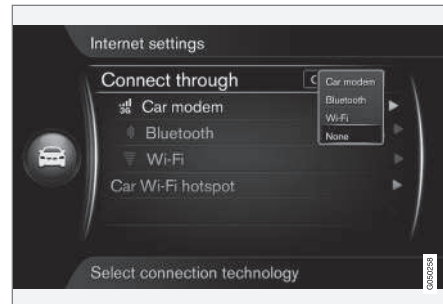 Internet settings
Connect through
C
Car modem
Bluetooth
Wi-Fi
None
3G Car modem
Bluetooth
Wi-Fi
Car Wi-Fi hotspot
Select connection technology
G050258